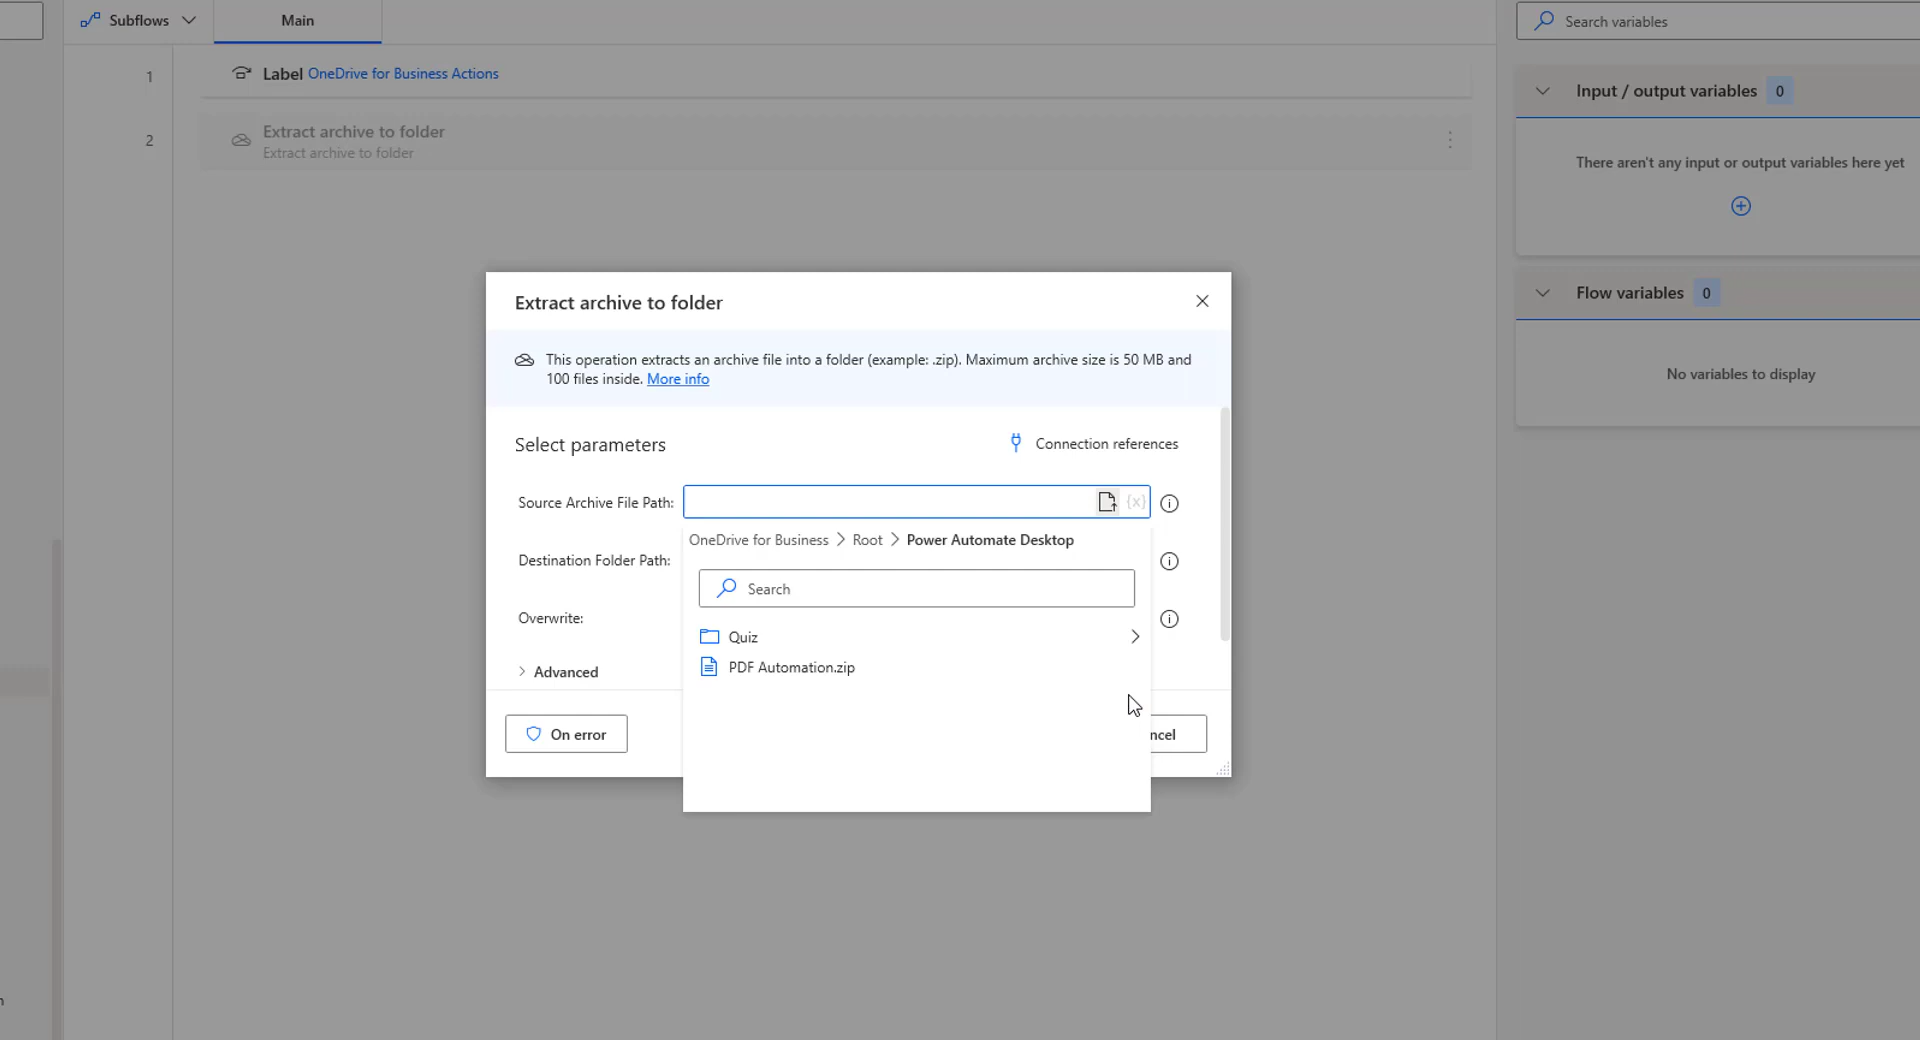 Subflows
Main
Search variables
1
Label OneDrive for Business Actions
2
Extract archive to folder
Extract archive to folder
Input / output variables 0
There aren't any input or output variables here yet
Flow variables 0
No variables to display
Extract archive to folder
This operation extracts an archive file into a folder (example: .zip). Maximum archive size is 50 MB and
100 files inside. More info
Select parameters
Connection references
Source Archive File Path:
{x}
OneDrive for Business > Root > Power Automate Desktop
Destination Folder Path:
Search
Overwrite:
Quiz
PDF Automation.zip
Advanced
On error
ncel